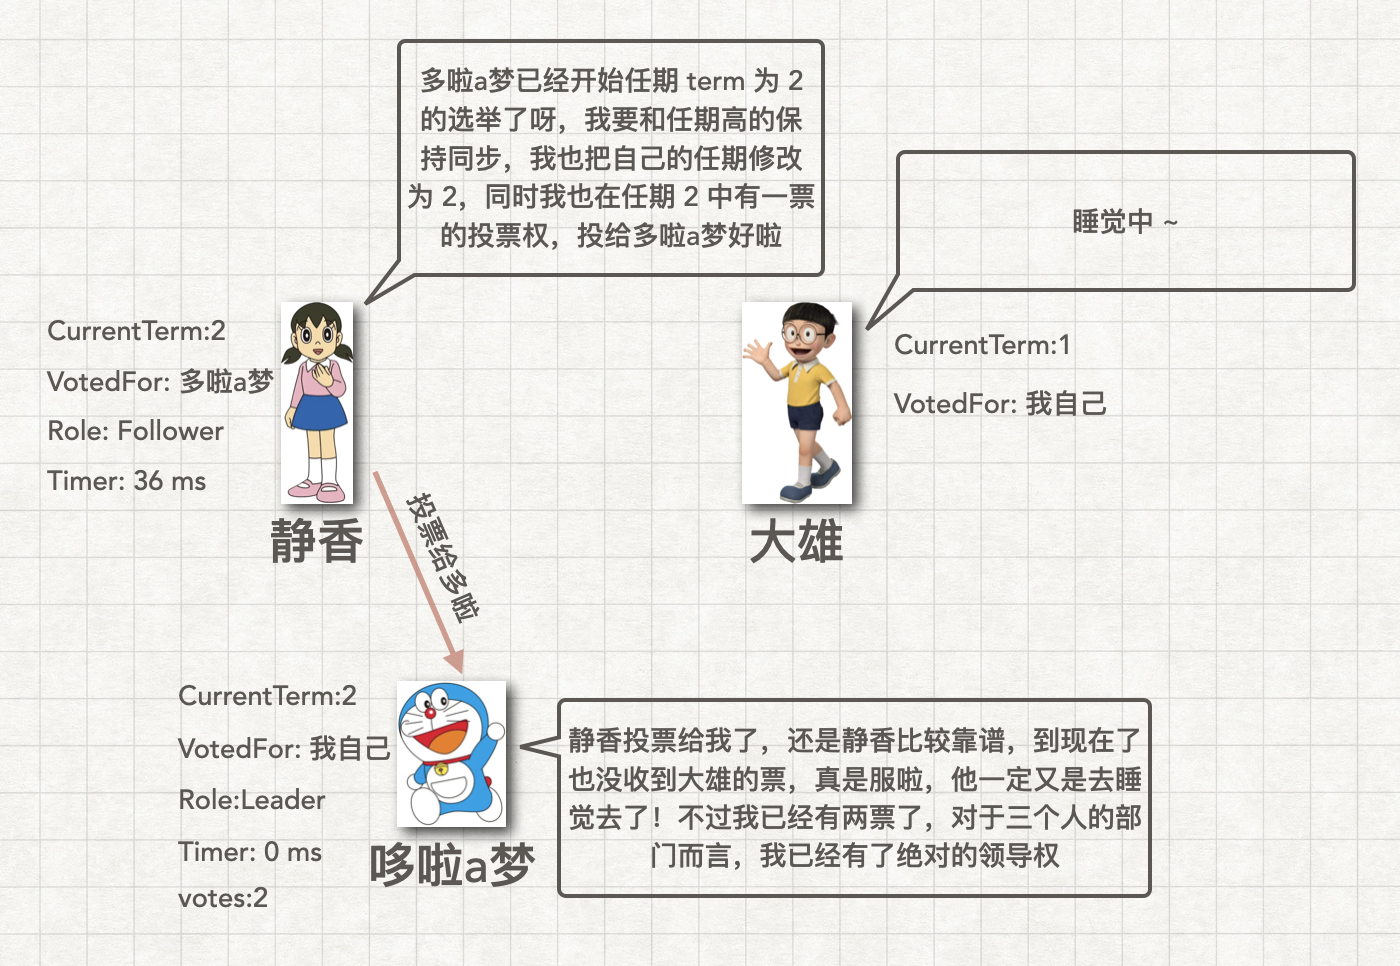 多啦a梦已经开始任期 term 为 2
的选举了呀，我要和任期高的保
持同步，我也把自己的任期修改
为 2，同时我也在任期 2 中有一票
的投票权，投给多啦a梦好啦
睡觉中 ~
CurrentTerm:2
VotedFor: 多啦a梦
Role: Follower
Timer: 36 ms
静香
CurrentTerm:1
VotedFor: 我自己
大雄
投票给多啦
CurrentTerm:2
VotedFor: 我自己
Role:Leader
Timer: 0 ms
votes:2
哆啦a梦
静香投票给我了，还是静香比较靠谱，到现在了
也没收到大雄的票，真是服啦，他一定又是去睡
觉去了！不过我已经有两票了，对于三个人的部
门而言，我已经有了绝对的领导权